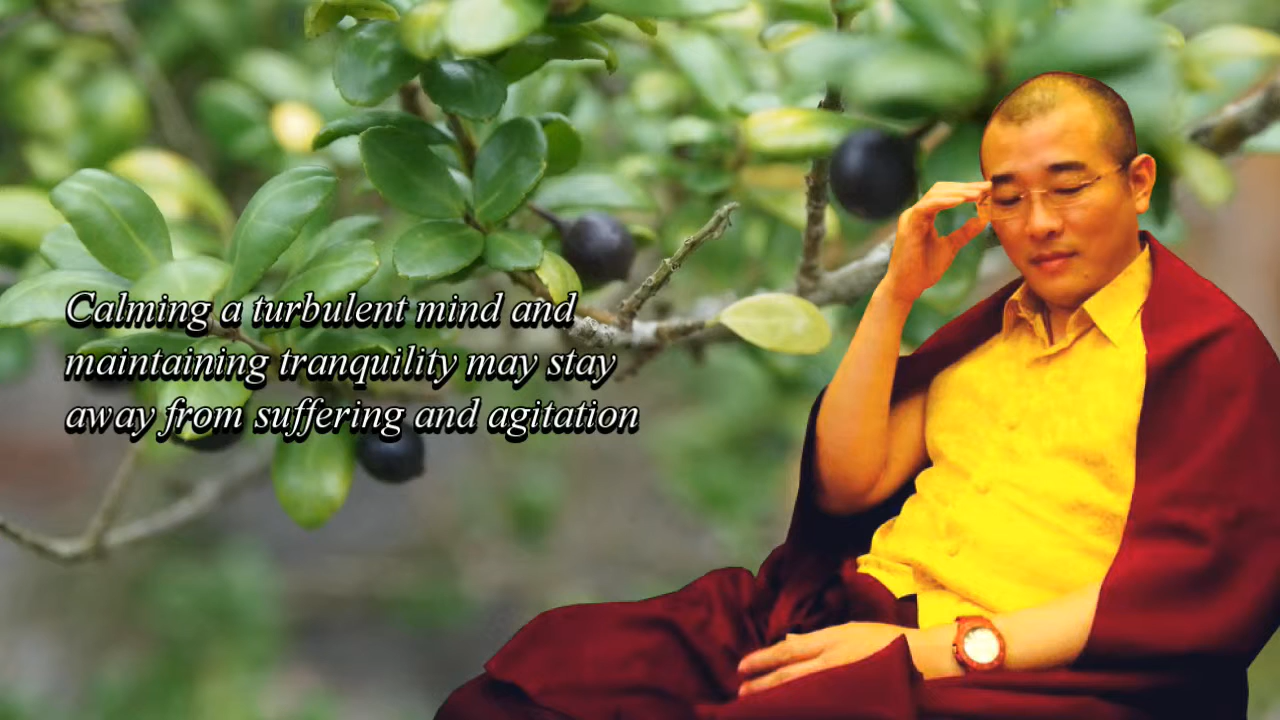 Calming a turbulent mind and
maintaining tranquility may stay
away from suffering and agitation